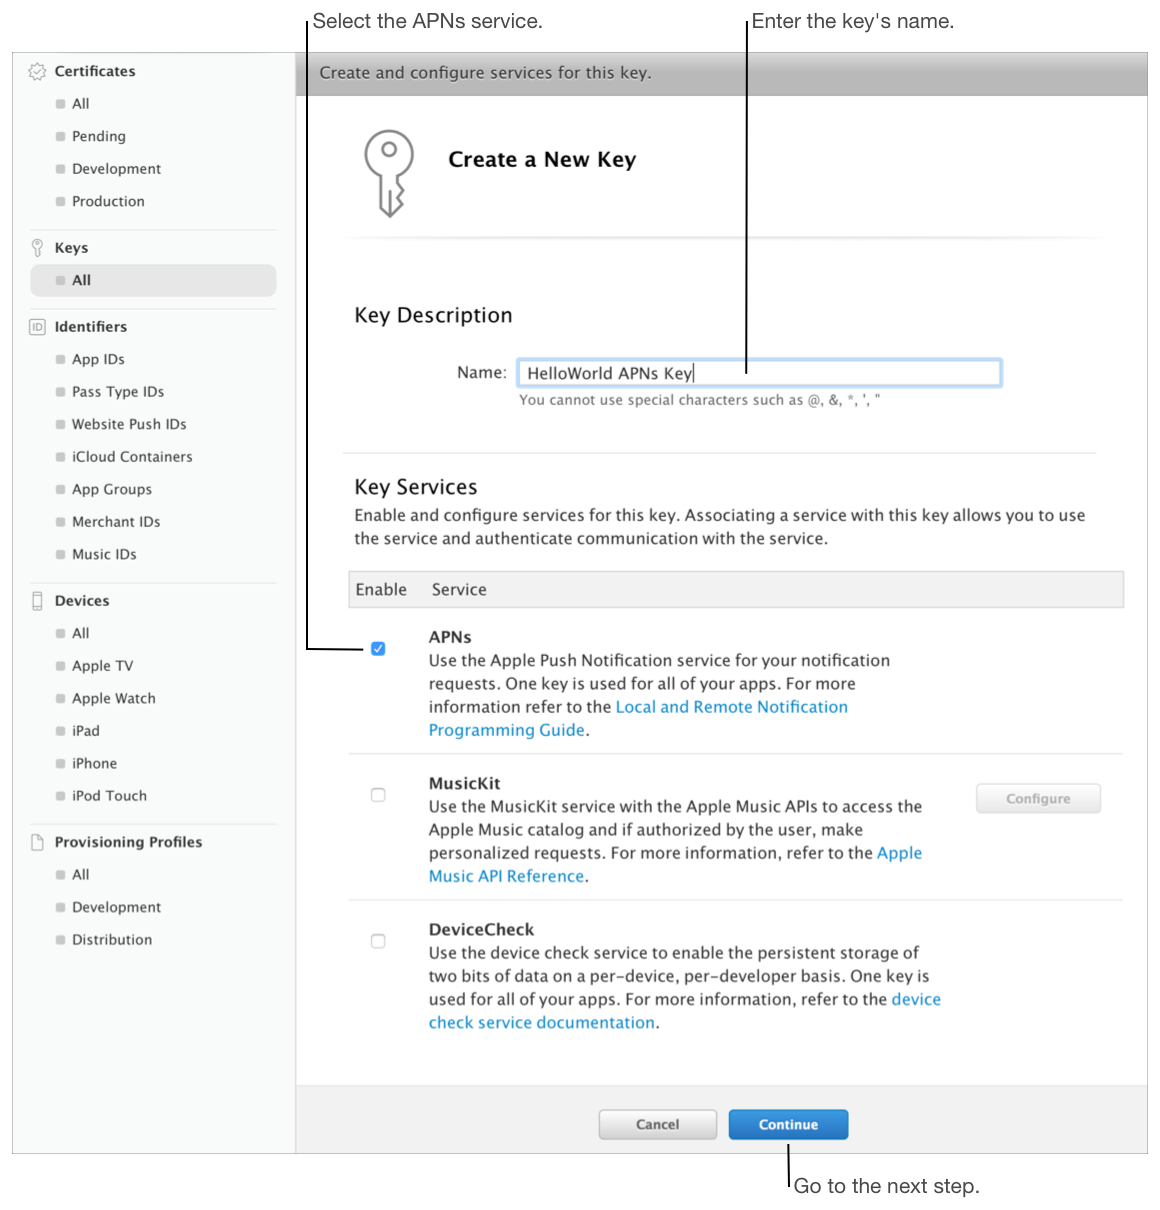 Select the APNs service.
Enter the key's name.
Certificates
All
Pending
Development
Production
Keys
All
ID
Identifiers
App IDs
Pass Type IDs
Website Push IDs
iCloud Containers
App Groups
Merchant IDs
Music IDs
Devices
All
Apple TV
Apple Watch
iPad
iPhone
iPod Touch
Provisioning Profiles
All
Development
Distribution
Create and configure services for this key.
Create a New Key
Key Description
Name:
HelloWorld APNs Key
You cannot use special characters such as @, &, *, ', "
Key Services
Enable and configure services for this key. Associating a service with this key allows you to use
the service and authenticate communication with the service.
Enable Service
APNs
Use the Apple Push Notification service for your notification
requests. One key is used for all of your apps. For more
information refer to the Local and Remote Notification
Programming Guide.
MusicKit
Use the MusicKit service with the Apple Music APIs to access the
Apple Music catalog and if authorized by the user, make
personalized requests. For more information, refer to the Apple
Music API Reference.
Configure
DeviceCheck
Use the device check service to enable the persistent storage of
two bits of data on a per-device, per-developer basis. One key is
used for all of your apps. For more information, refer to the device
check service documentation.
Cancel
Continue
Go to the next step.